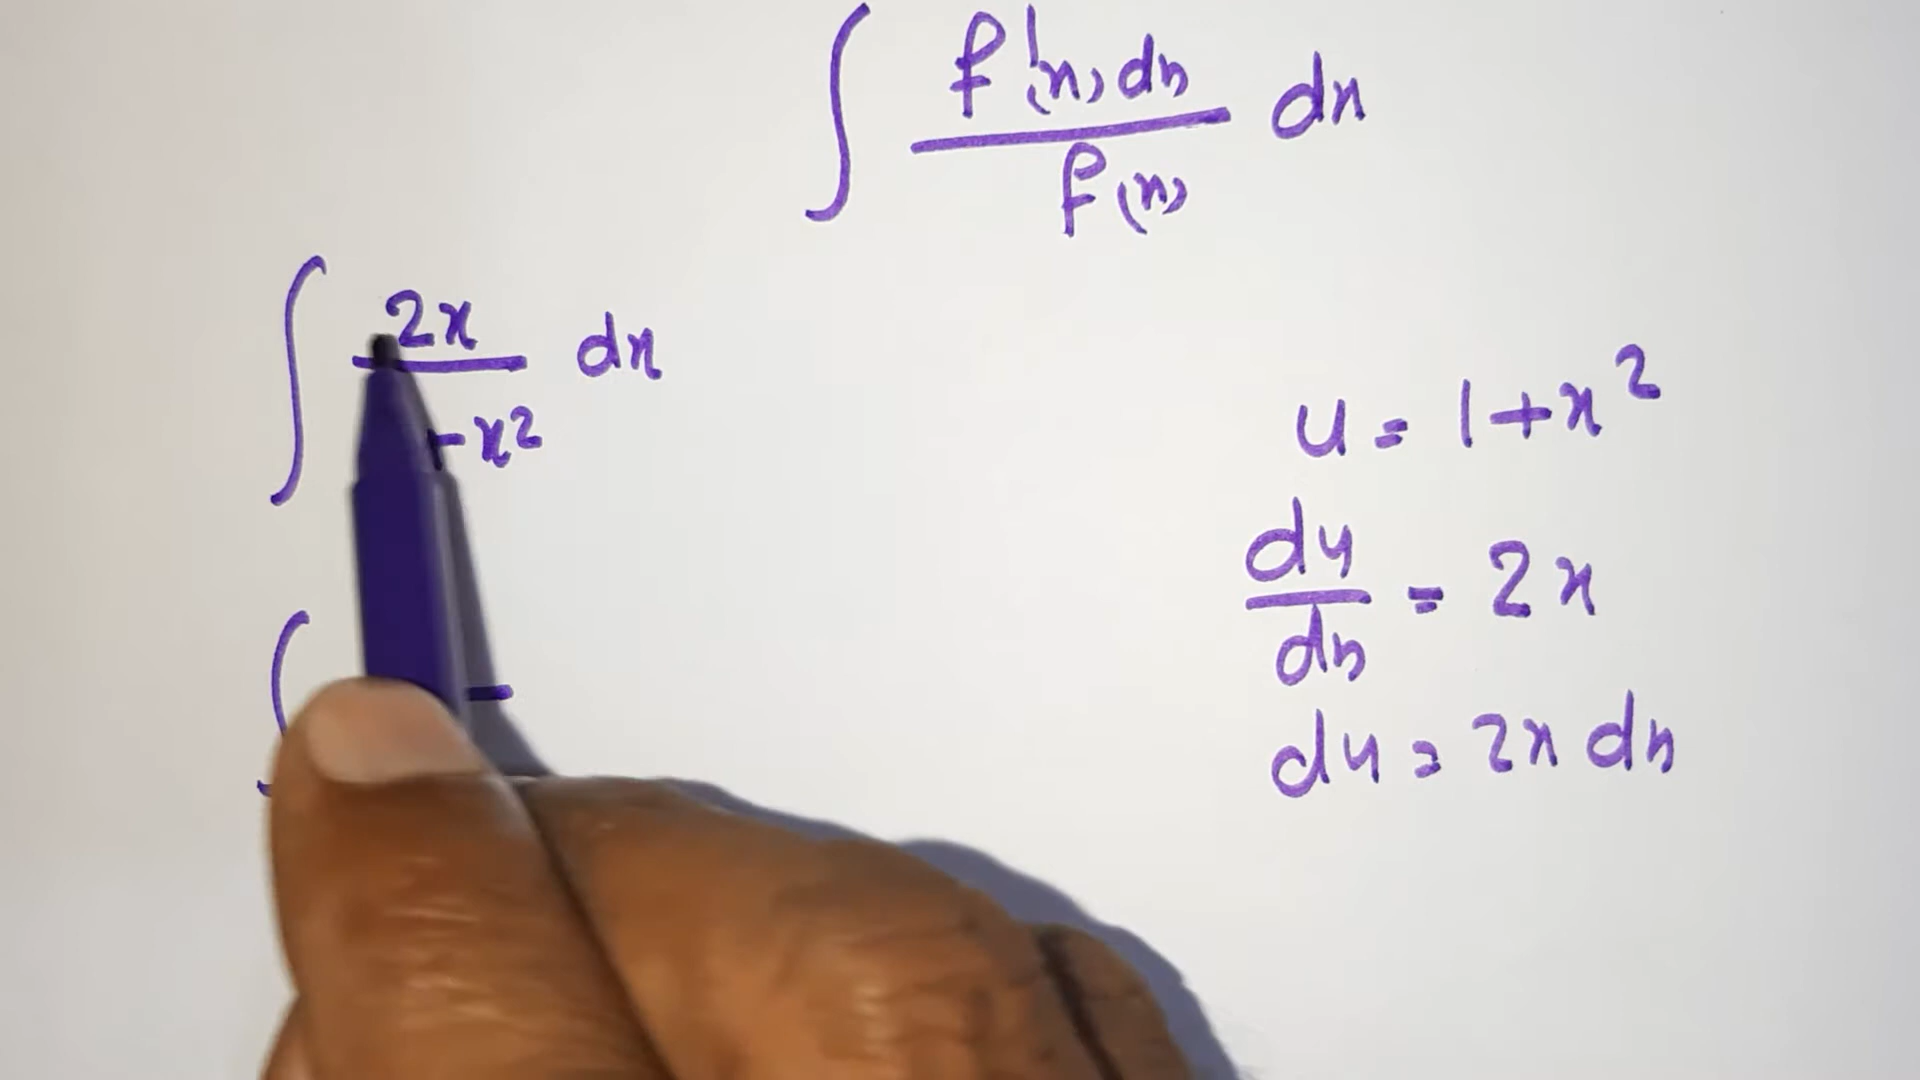 ∫ f'(x)dx / f(x) dx
∫ 2x / +x² dx
u = 1+x²
du/dx = 2x
∫
du = 2x dx